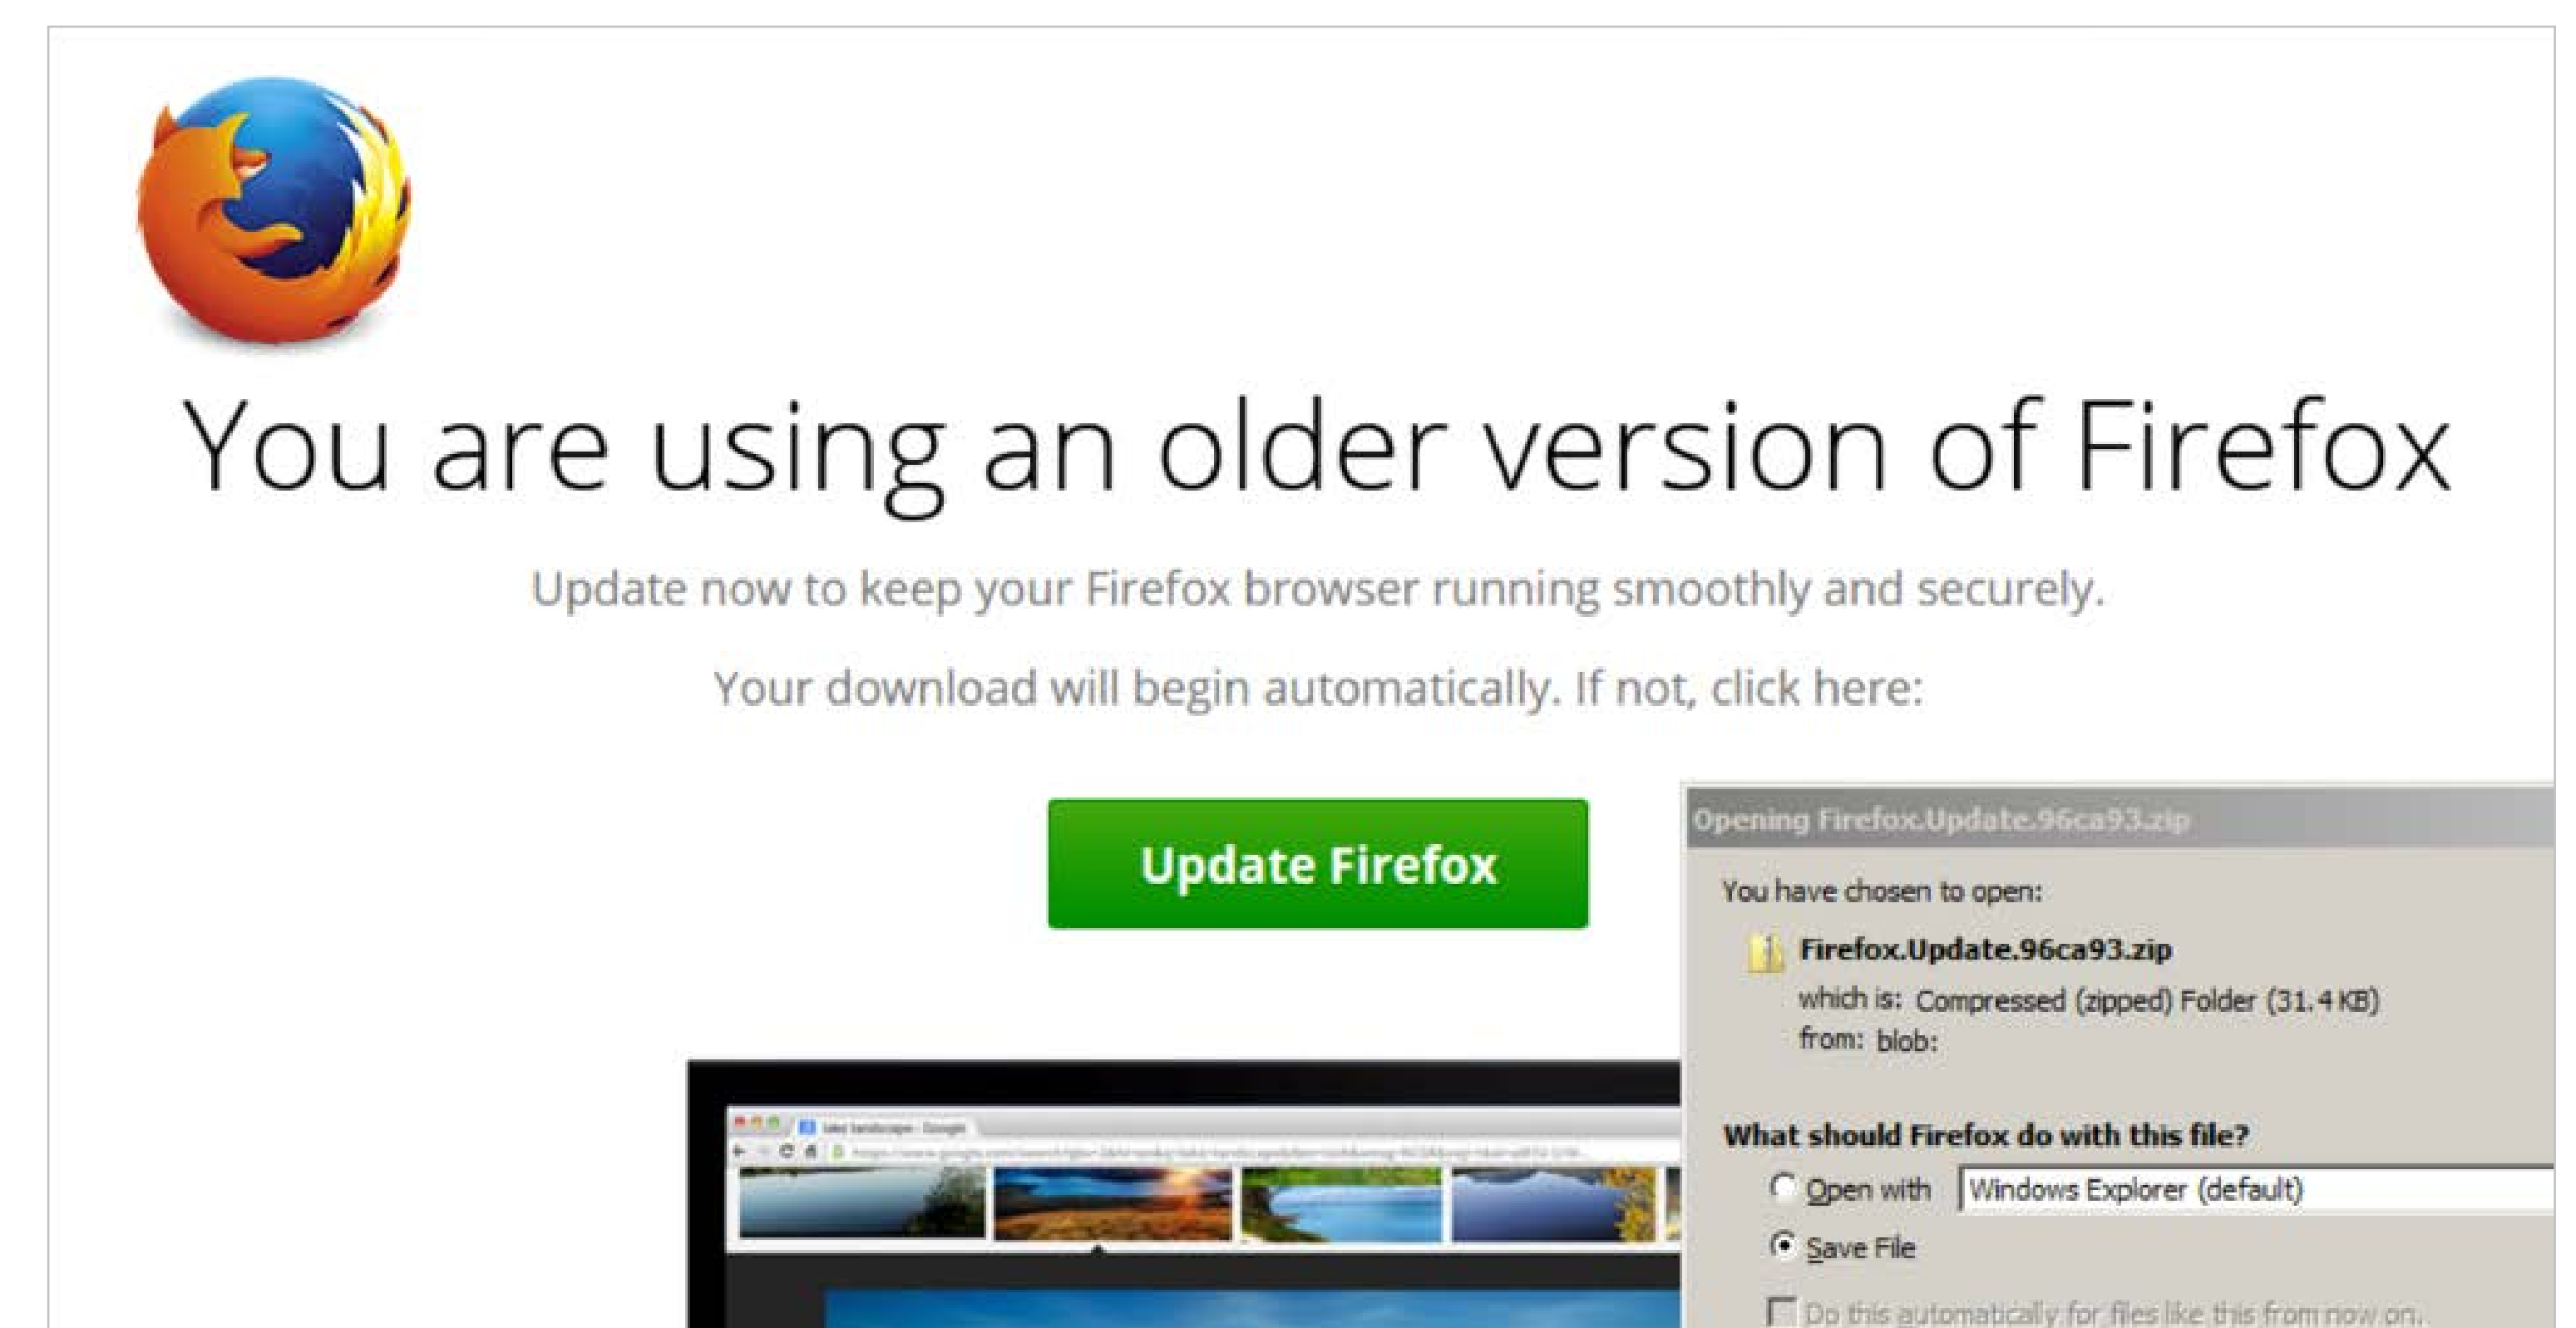 You are using an older version of Firefox
Update now to keep your Firefox browser running smoothly and securely.
Your download will begin automatically. If not, click here:
Update Firefox
Opening Firefox.Update.96ca93.zip
You have chosen to open:
Firefox.Update.96ca93.zip
which is: Compressed (zipped) Folder (31.4 KB)
from: blob:
What should Firefox do with this file?
Open with Windows Explorer (default)
Save File
Do this automatically for files like this from now on.
lake landscape - Google